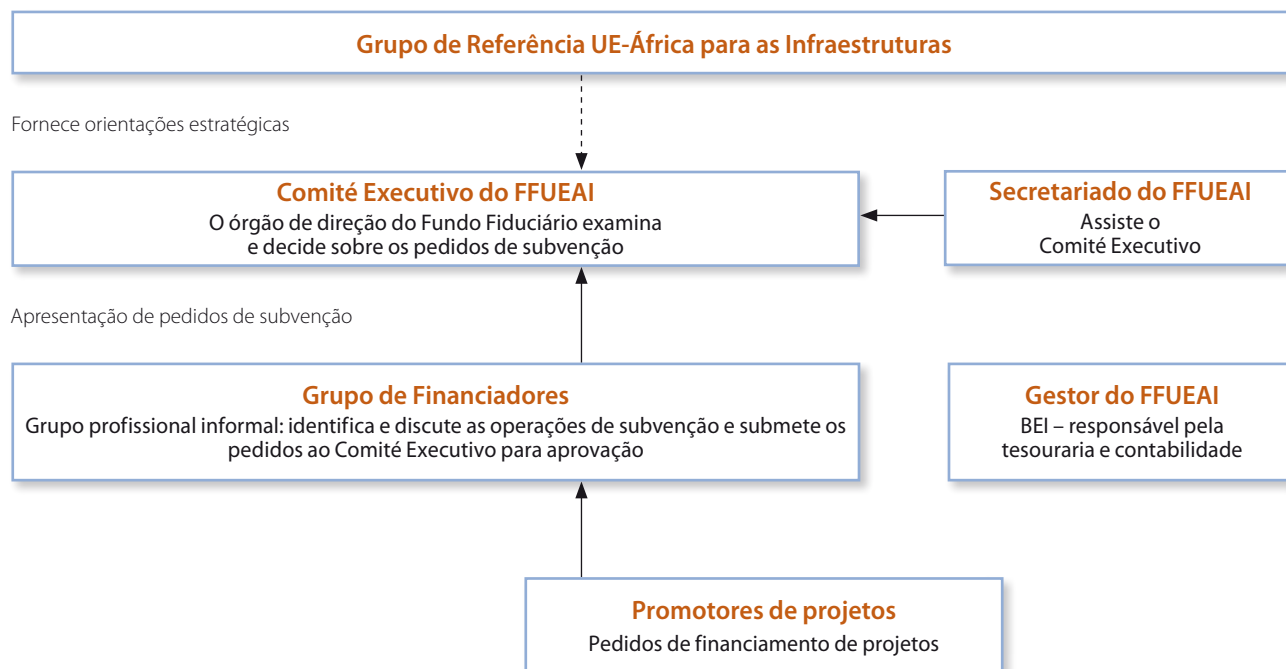 Grupo de Referência UE-África para as Infraestruturas
Fornece orientações estratégicas
Comité Executivo do FFUEAI
O órgão de direção do Fundo Fiduciário examina
e decide sobre os pedidos de subvenção
Secretariado do FFUEAI
Assiste o
Comité Executivo
Apresentação de pedidos de subvenção
Grupo de Financiadores
Grupo profissional informal: identifica e discute as operações de subvenção e submete os
pedidos ao Comité Executivo para aprovação
Gestor do FFUEAI
BEI – responsável pela
tesouraria e contabilidade
Promotores de projetos
Pedidos de financiamento de projetos